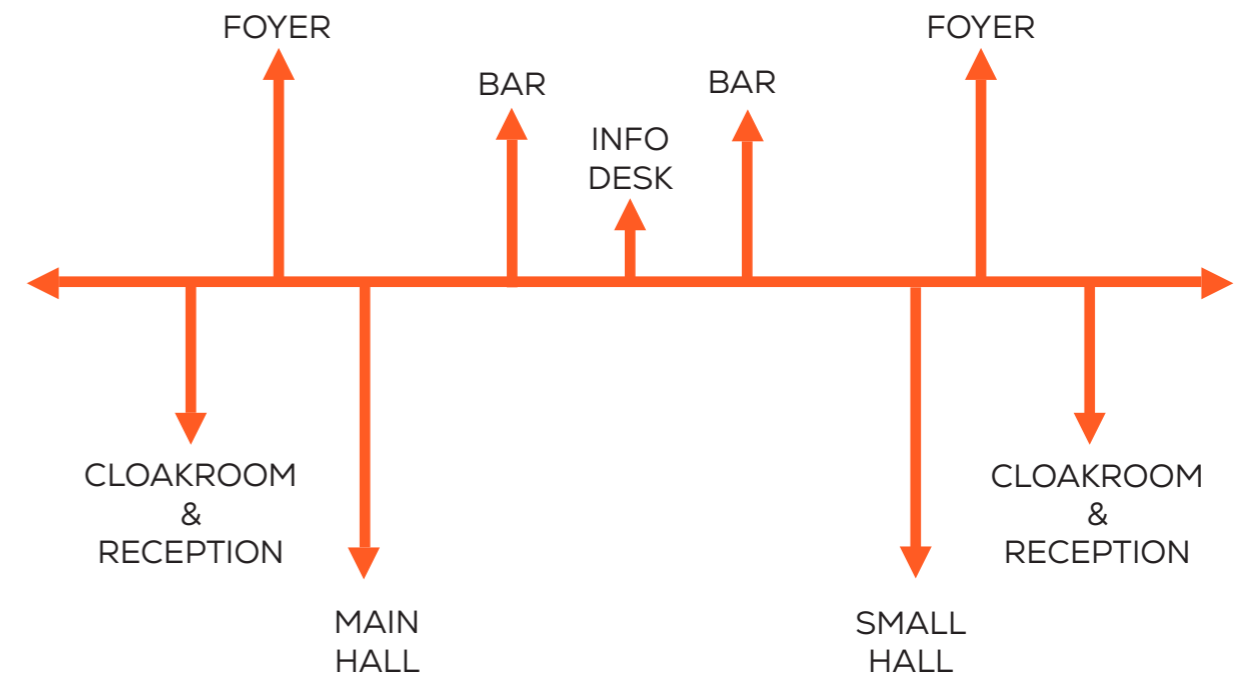 FOYER
FOYER
BAR
BAR
INFO
DESK
CLOAKROOM
&
RECEPTION
CLOAKROOM
&
RECEPTION
MAIN
HALL
SMALL
HALL